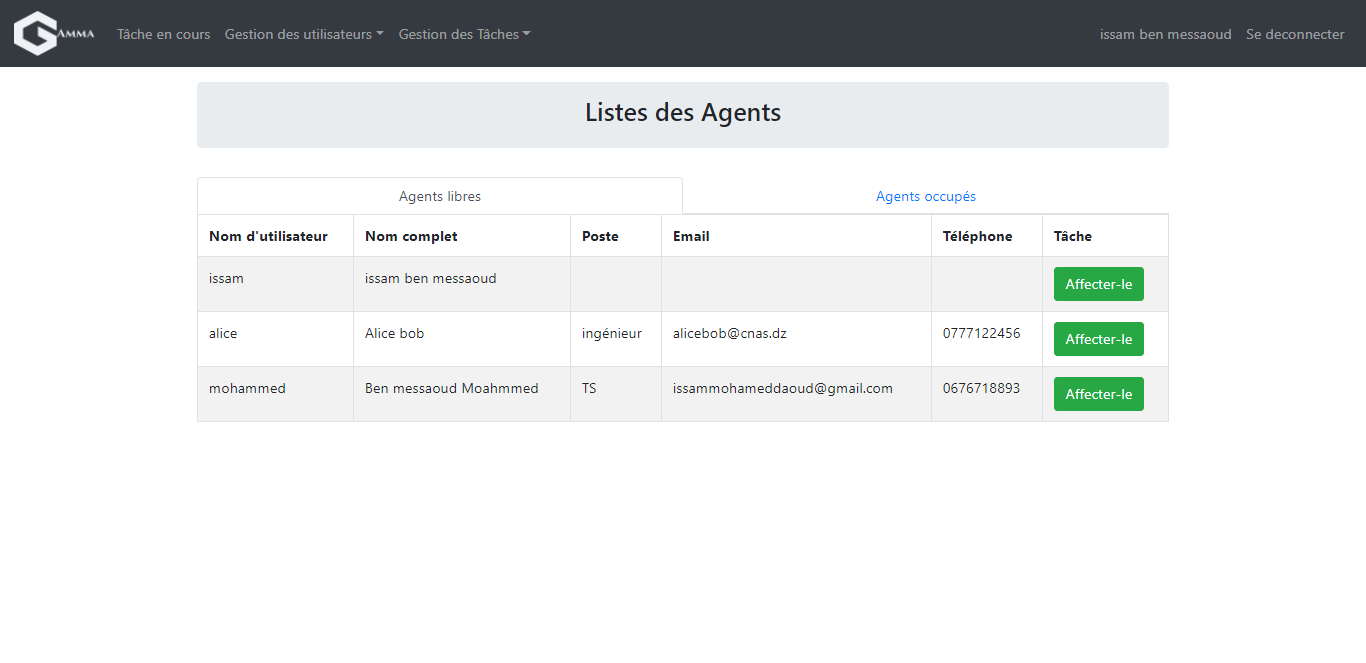 GAMMA Tâche en cours Gestion des utilisateurs Gestion des Tâches issam ben messaoud Se deconnecter
Listes des Agents
Agents libres Agents occupés
Nom d'utilisateur Nom complet Poste Email Téléphone Tâche
issam issam ben messaoud Affecter-le
alice Alice bob ingénieur alicebob@cnas.dz 0777122456 Affecter-le
mohammed Ben messaoud Moahmmed TS issammohameddaoud@gmail.com 0676718893 Affecter-le